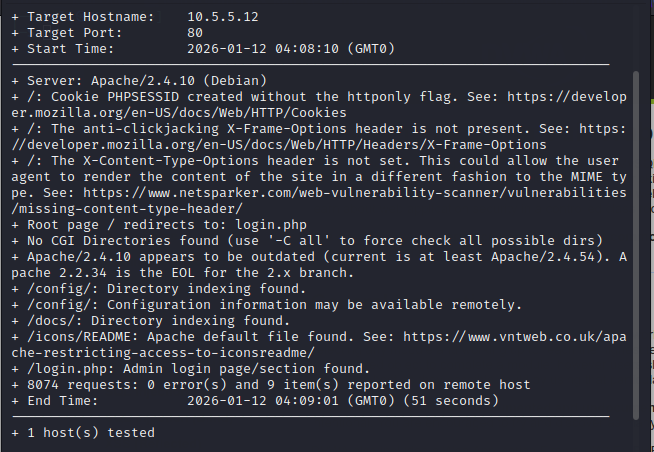 + Target Hostname:    10.5.5.12
+ Target Port:        80
+ Start Time:         2026-01-12 04:08:10 (GMT0)
+ Server: Apache/2.4.10 (Debian)
+ /: Cookie PHPSESSID created without the httponly flag. See: https://develop
er.mozilla.org/en-US/docs/Web/HTTP/Cookies
+ /: The anti-clickjacking X-Frame-Options header is not present. See: https:
//developer.mozilla.org/en-US/docs/Web/HTTP/Headers/X-Frame-Options
+ /: The X-Content-Type-Options header is not set. This could allow the user
agent to render the content of the site in a different fashion to the MIME ty
pe. See: https://www.netsparker.com/web-vulnerability-scanner/vulnerabilities
/missing-content-type-header/
+ Root page / redirects to: login.php
+ No CGI Directories found (use '-C all' to force check all possible dirs)
+ Apache/2.4.10 appears to be outdated (current is at least Apache/2.4.54). A
pache 2.2.34 is the EOL for the 2.x branch.
+ /config/: Directory indexing found.
+ /config/: Configuration information may be available remotely.
+ /docs/: Directory indexing found.
+ /icons/README: Apache default file found. See: https://www.vntweb.co.uk/apa
che-restricting-access-to-iconsreadme/
+ /login.php: Admin login page/section found.
+ 8074 requests: 0 error(s) and 9 item(s) reported on remote host
+ End Time:           2026-01-12 04:09:01 (GMT0) (51 seconds)
+ 1 host(s) tested